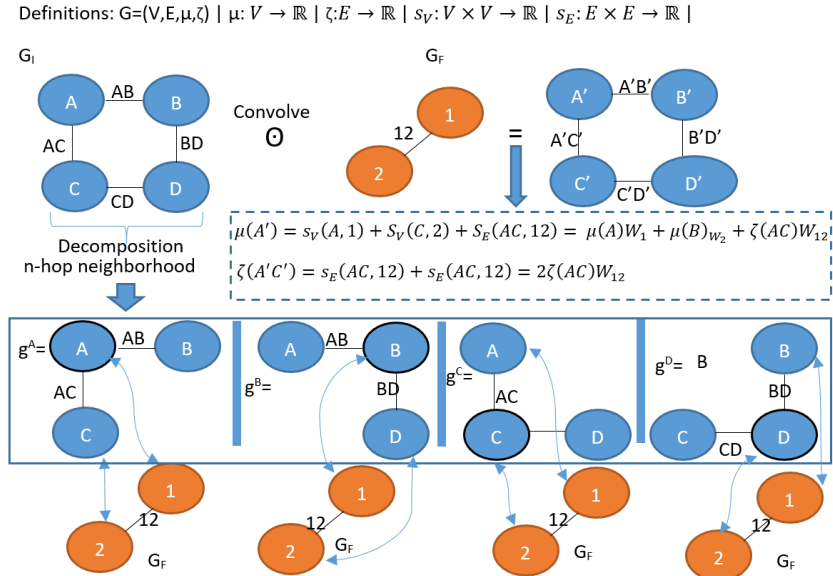 Definitions: G=(V,E,μ,ζ) | μ: V → ℝ | ζ:E → ℝ | s_V: V × V → ℝ | s_E: E × E → ℝ |
G_I
G_F
A AB B
Convolve
⊙
1
12
2
=
A' A'B' B'
AC BD
A'C' B'D'
C CD D
C' C'D' D'
Decomposition
n-hop neighborhood
μ(A') = s_V(A, 1) + S_V(C, 2) + S_E(AC, 12) = μ(A)W_1 + μ(B)_{W_2} + ζ(AC)W_12
ζ(A'C') = s_E(AC, 12) + s_E(AC, 12) = 2ζ(AC)W_12
g^A= A AB B
AC
C
A AB B
g^B= BD
D
A
g^C= AC
C D
g^D= B B
BD
C CD D
1
12
2
G_F
1
12
2
G_F
1
12
2
G_F
1
12
2
G_F